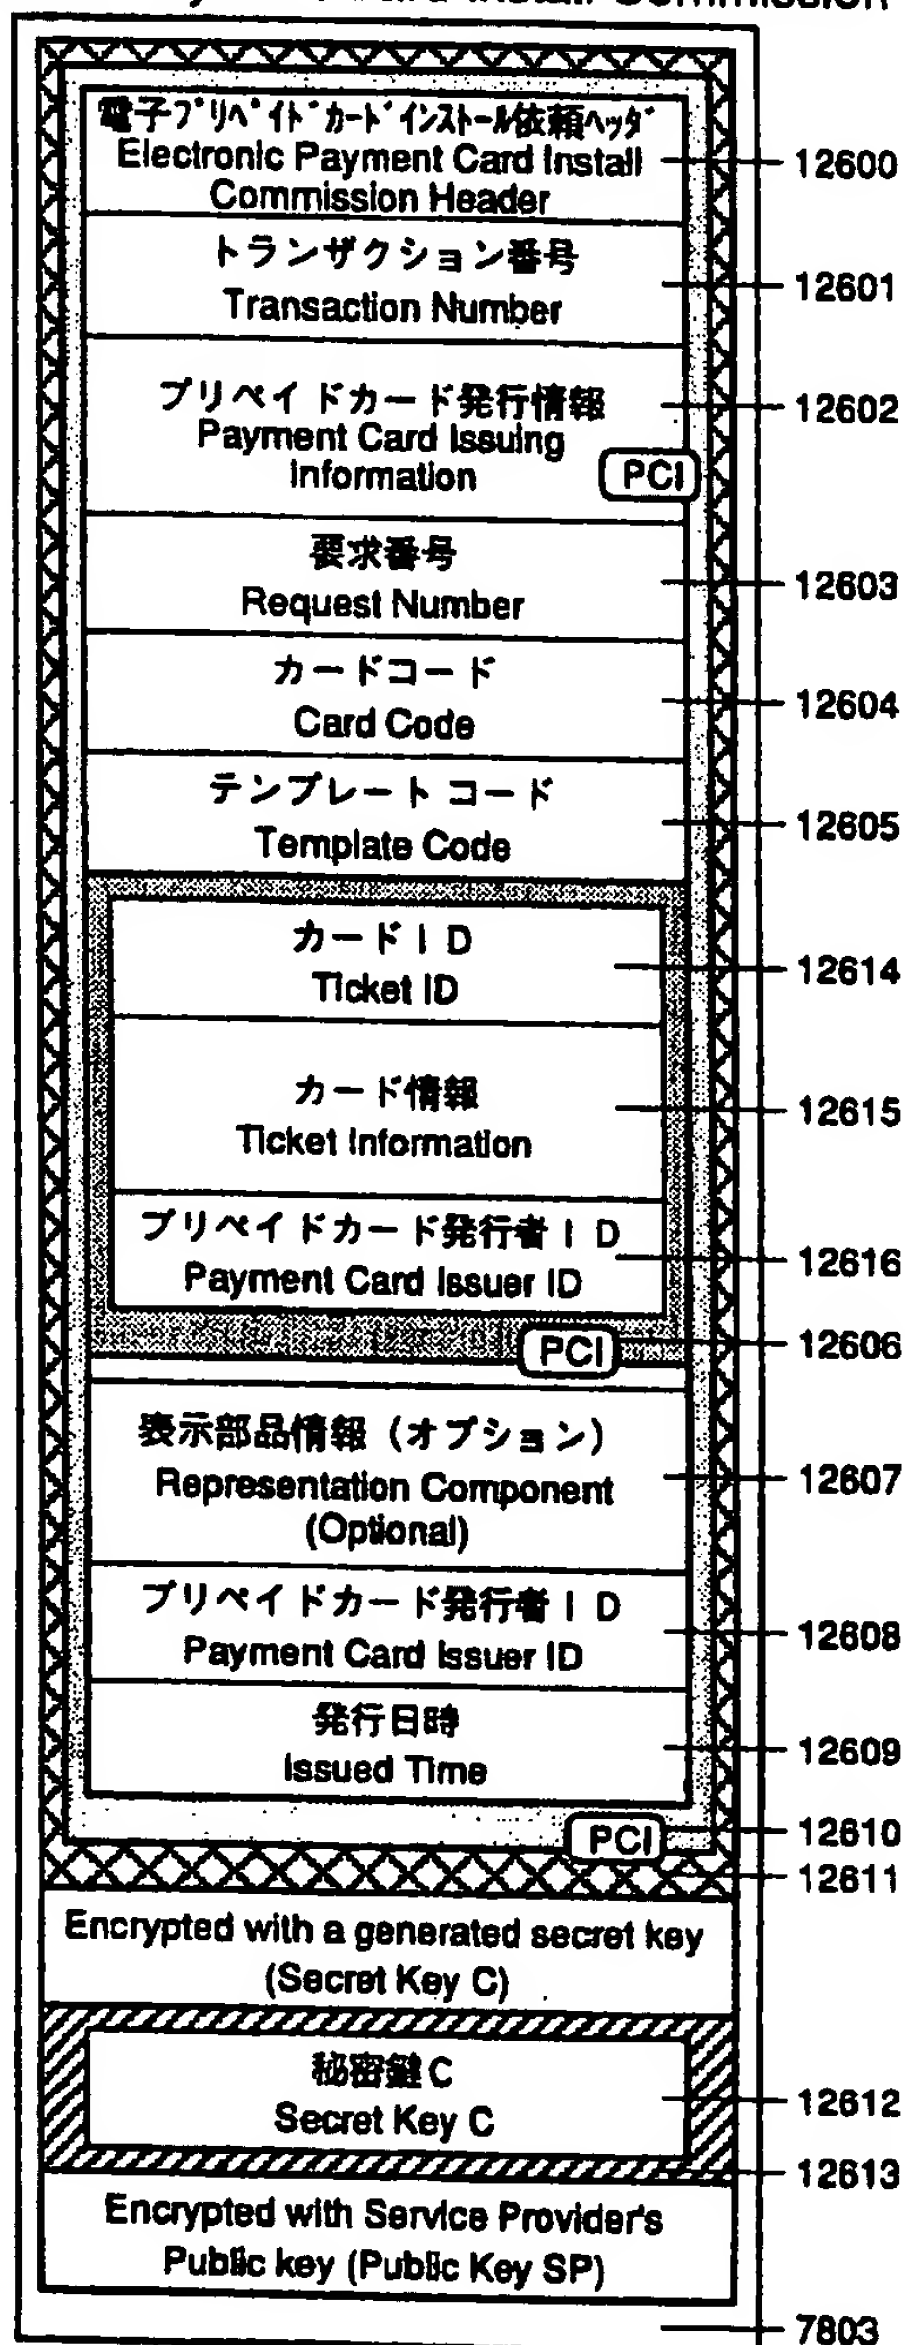 Install Commission
電子プリペイドカードインストール依頼ヘッダ
Electronic Payment Card Install
Commission Header
12600
トランザクション番号
Transaction Number
12601
プリペイドカード発行情報
Payment Card Issuing
Information
PCI
12602
要求番号
Request Number
12603
カードコード
Card Code
12604
テンプレートコード
Template Code
12605
カードID
Ticket ID
12614
カード情報
Ticket Information
12615
プリペイドカード発行者ID
Payment Card Issuer ID
12616
PCI
12606
表示部品情報(オプション)
Representation Component
(Optional)
12607
プリペイドカード発行者ID
Payment Card Issuer ID
12608
発行日時
Issued Time
12609
PCI
12610
12611
Encrypted with a generated secret key
(Secret Key C)
秘密鍵C
Secret Key C
12612
12613
Encrypted with Service Provider's
Public key (Public Key SP)
7803